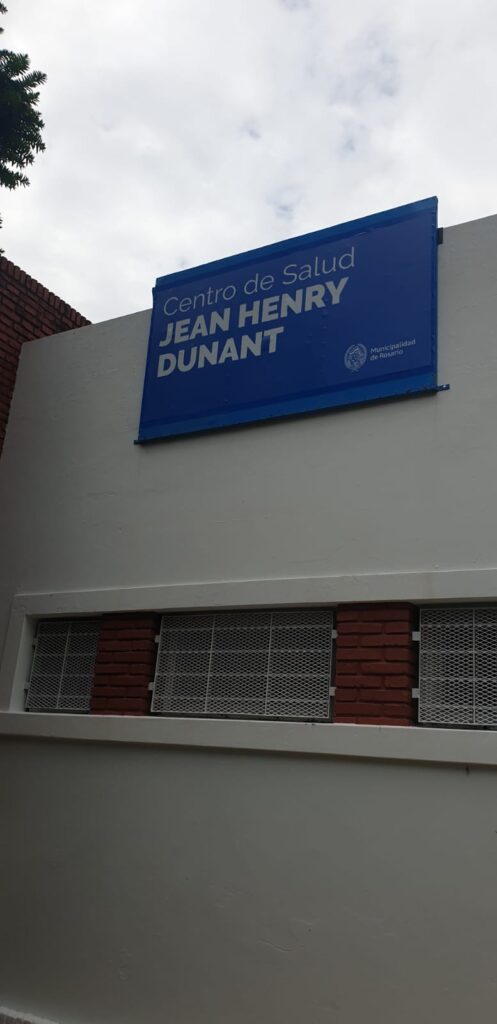 Centro de Salud
JEAN HENRY
DUNANT
Municipalidad
de Rosario